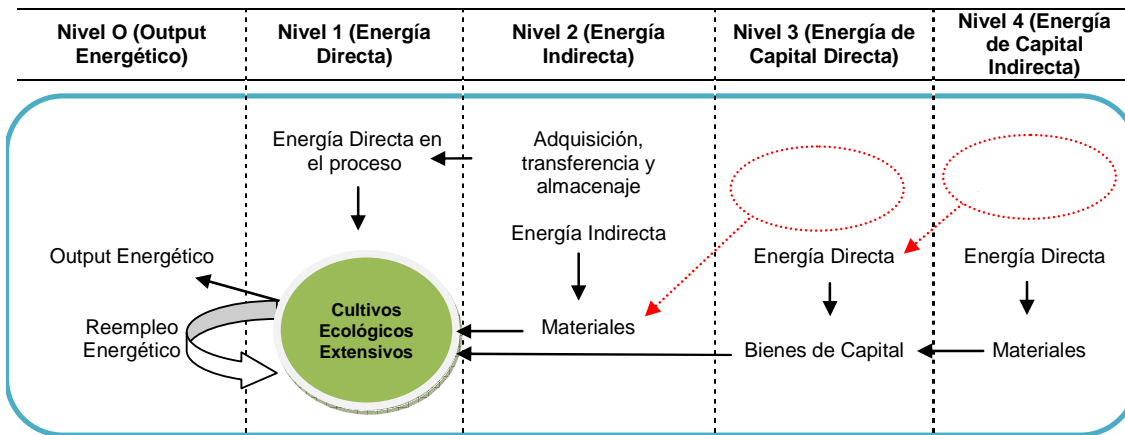 Nivel O (Output
Energético)
Nivel 1 (Energía
Directa)
Nivel 2 (Energía
Indirecta)
Nivel 3 (Energía de
Capital Directa)
Nivel 4 (Energía
de Capital
Indirecta)
Energía Directa en
el proceso
Adquisición,
transferencia y
almacenaje
Energía Indirecta
Output Energético
Energía Directa
Energía Directa
Reempleo
Energético
Cultivos
Ecológicos
Extensivos
Materiales
Bienes de Capital
Materiales